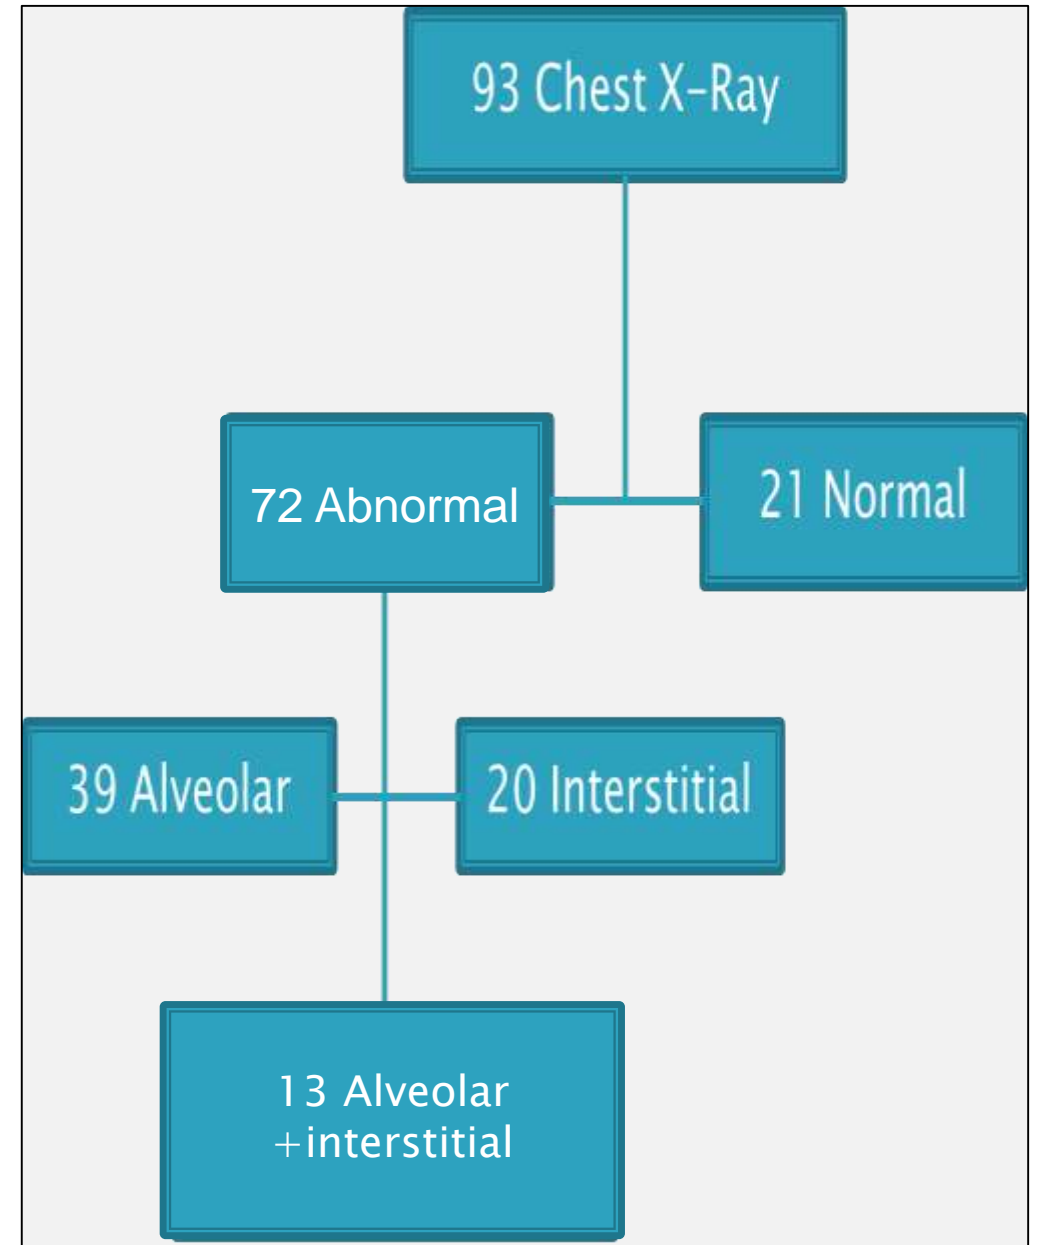 93 Chest X-Ray
72 Abnormal
21 Normal
39 Alveolar
20 Interstitial
13 Alveolar
+interstitial